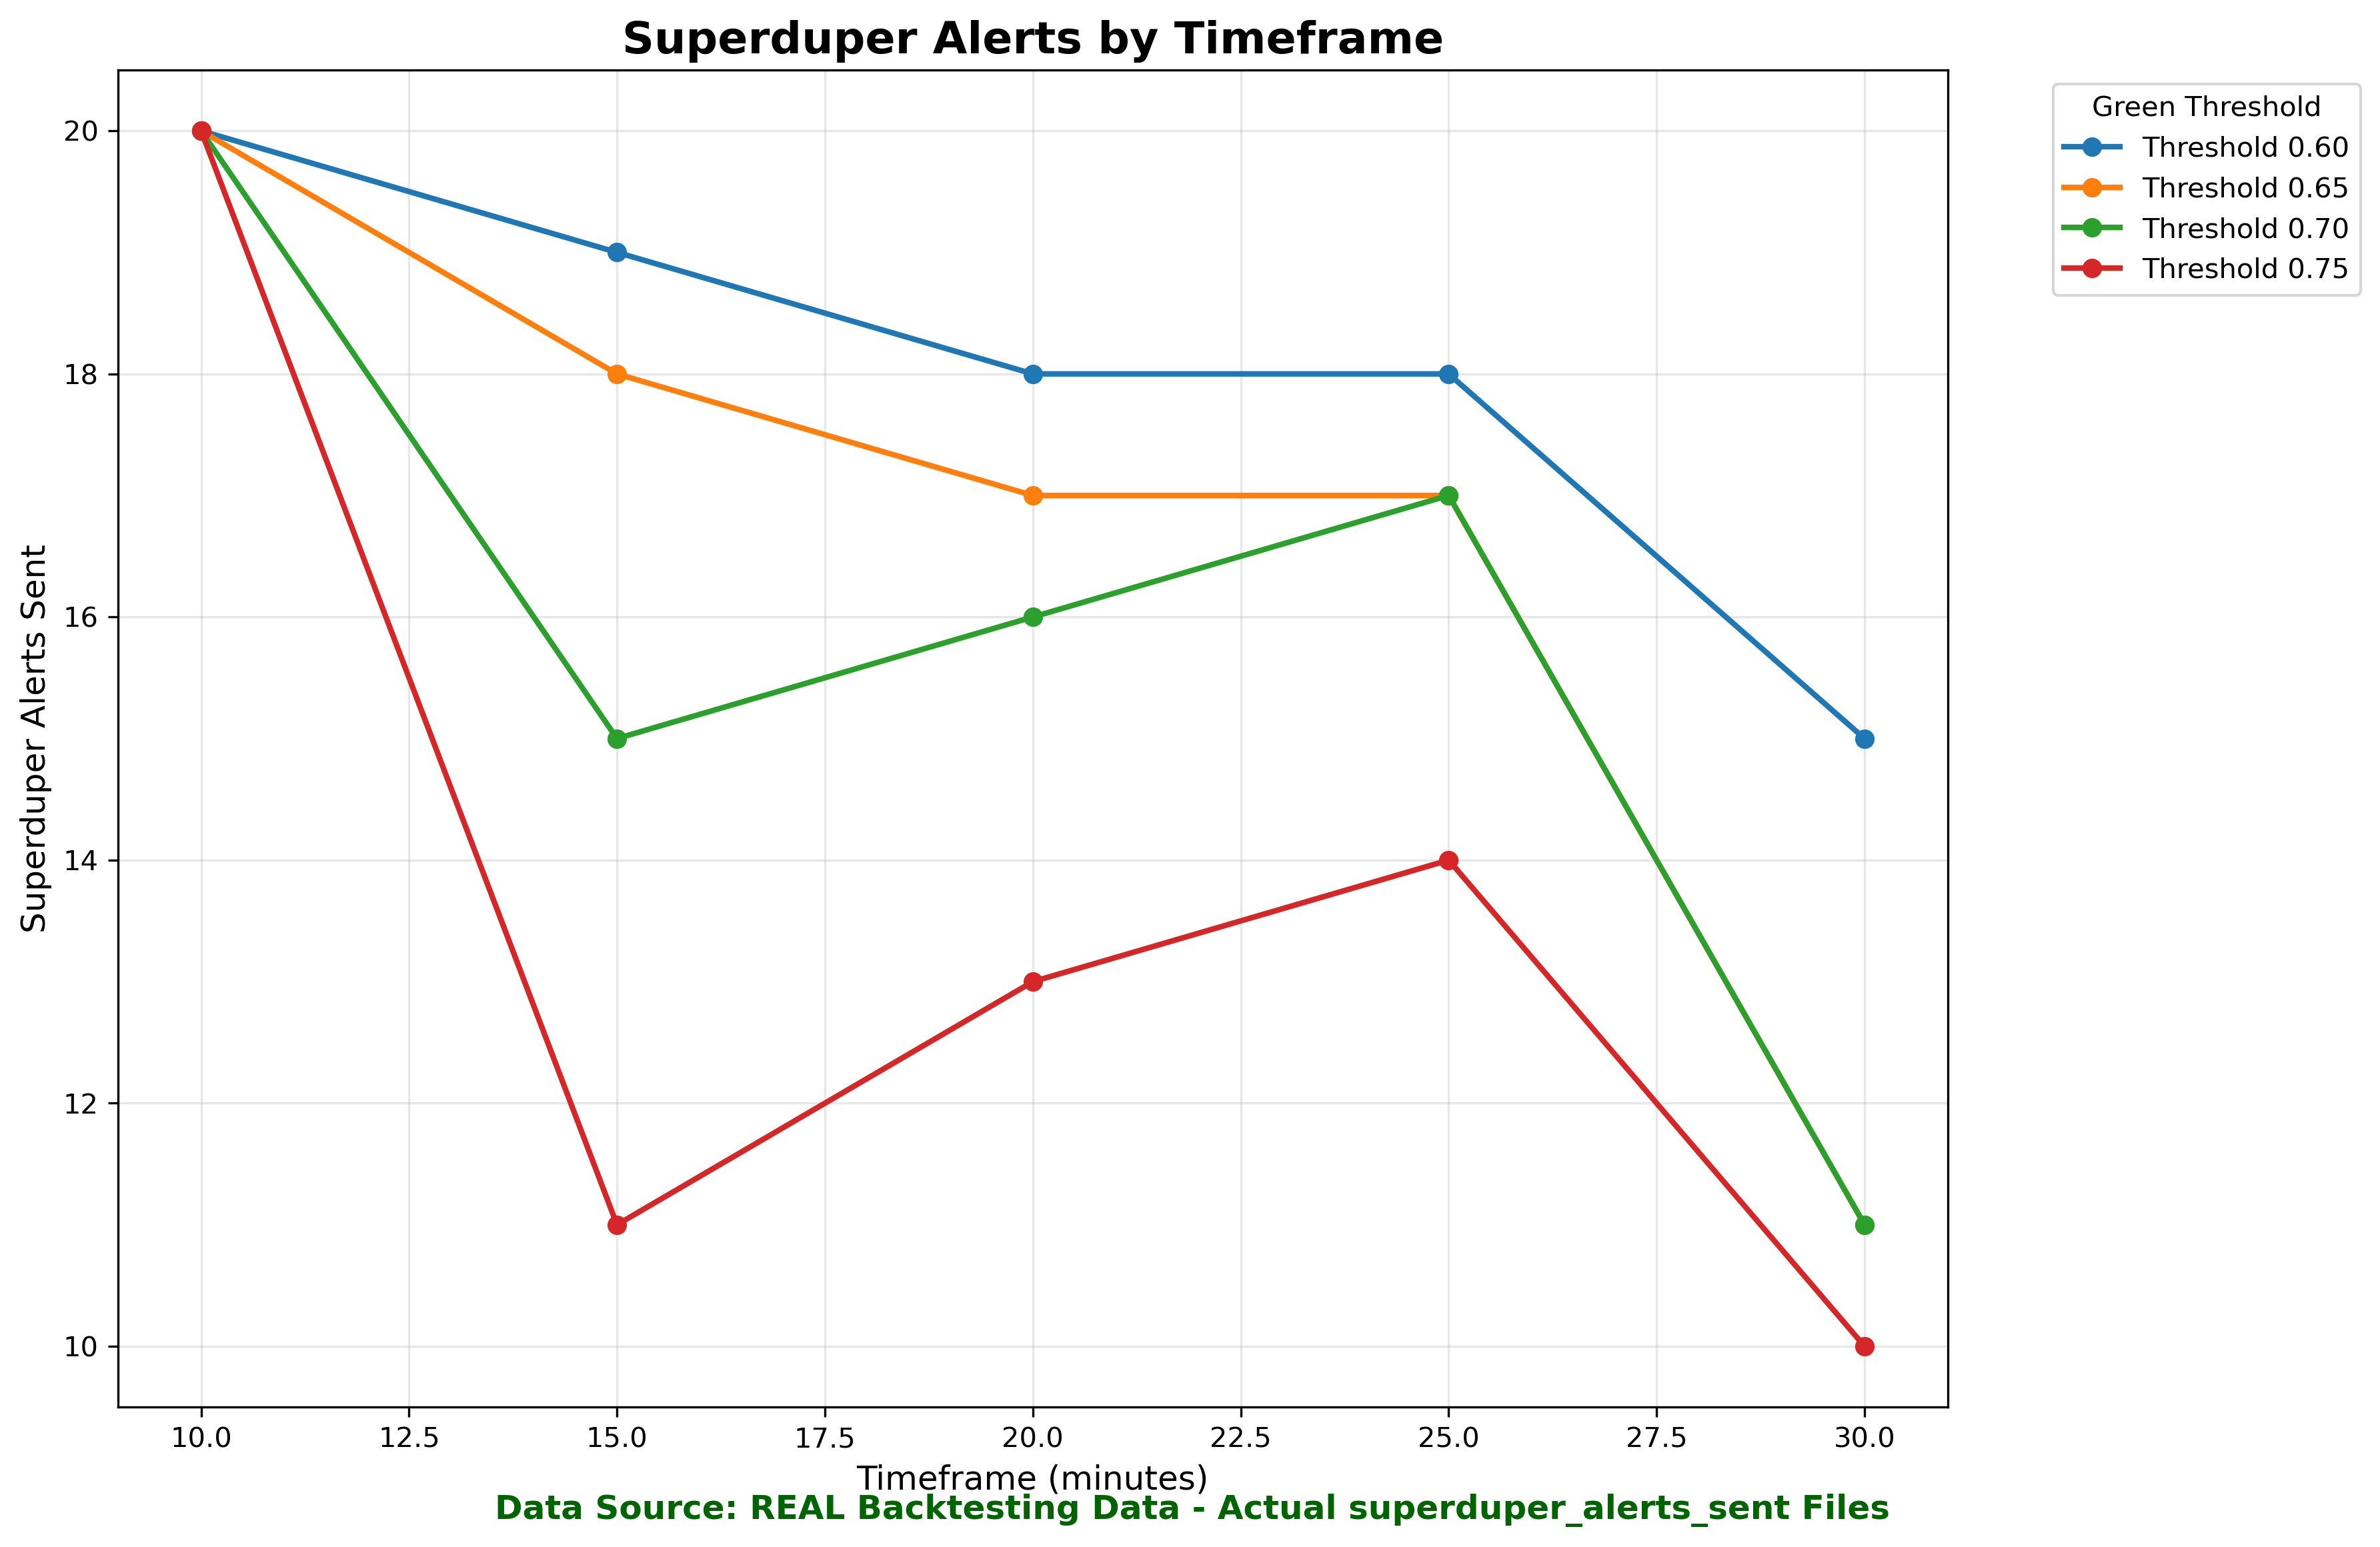 Superduper Alerts by Timeframe
Green Threshold
Threshold 0.60
Threshold 0.65
Threshold 0.70
Threshold 0.75
Superduper Alerts Sent
20
18
16
14
12
10
10.0 12.5 15.0 17.5 20.0 22.5 25.0 27.5 30.0
Timeframe (minutes)
Data Source: REAL Backtesting Data - Actual superduper_alerts_sent Files